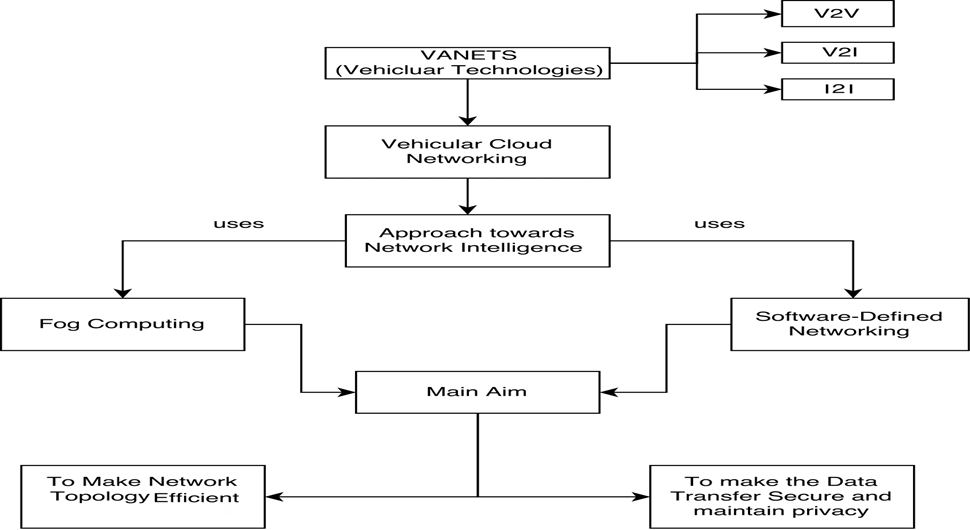 V2V
VANETS
(Vehicluar Technologies)
V2I
I2I
Vehicular Cloud
Networking
uses
Approach towards
Network Intelligence
uses
Fog Computing
Software-Defined
Networking
Main Aim
To Make Network
Topology Efficient
To make the Data
Transfer Secure and
maintain privacy